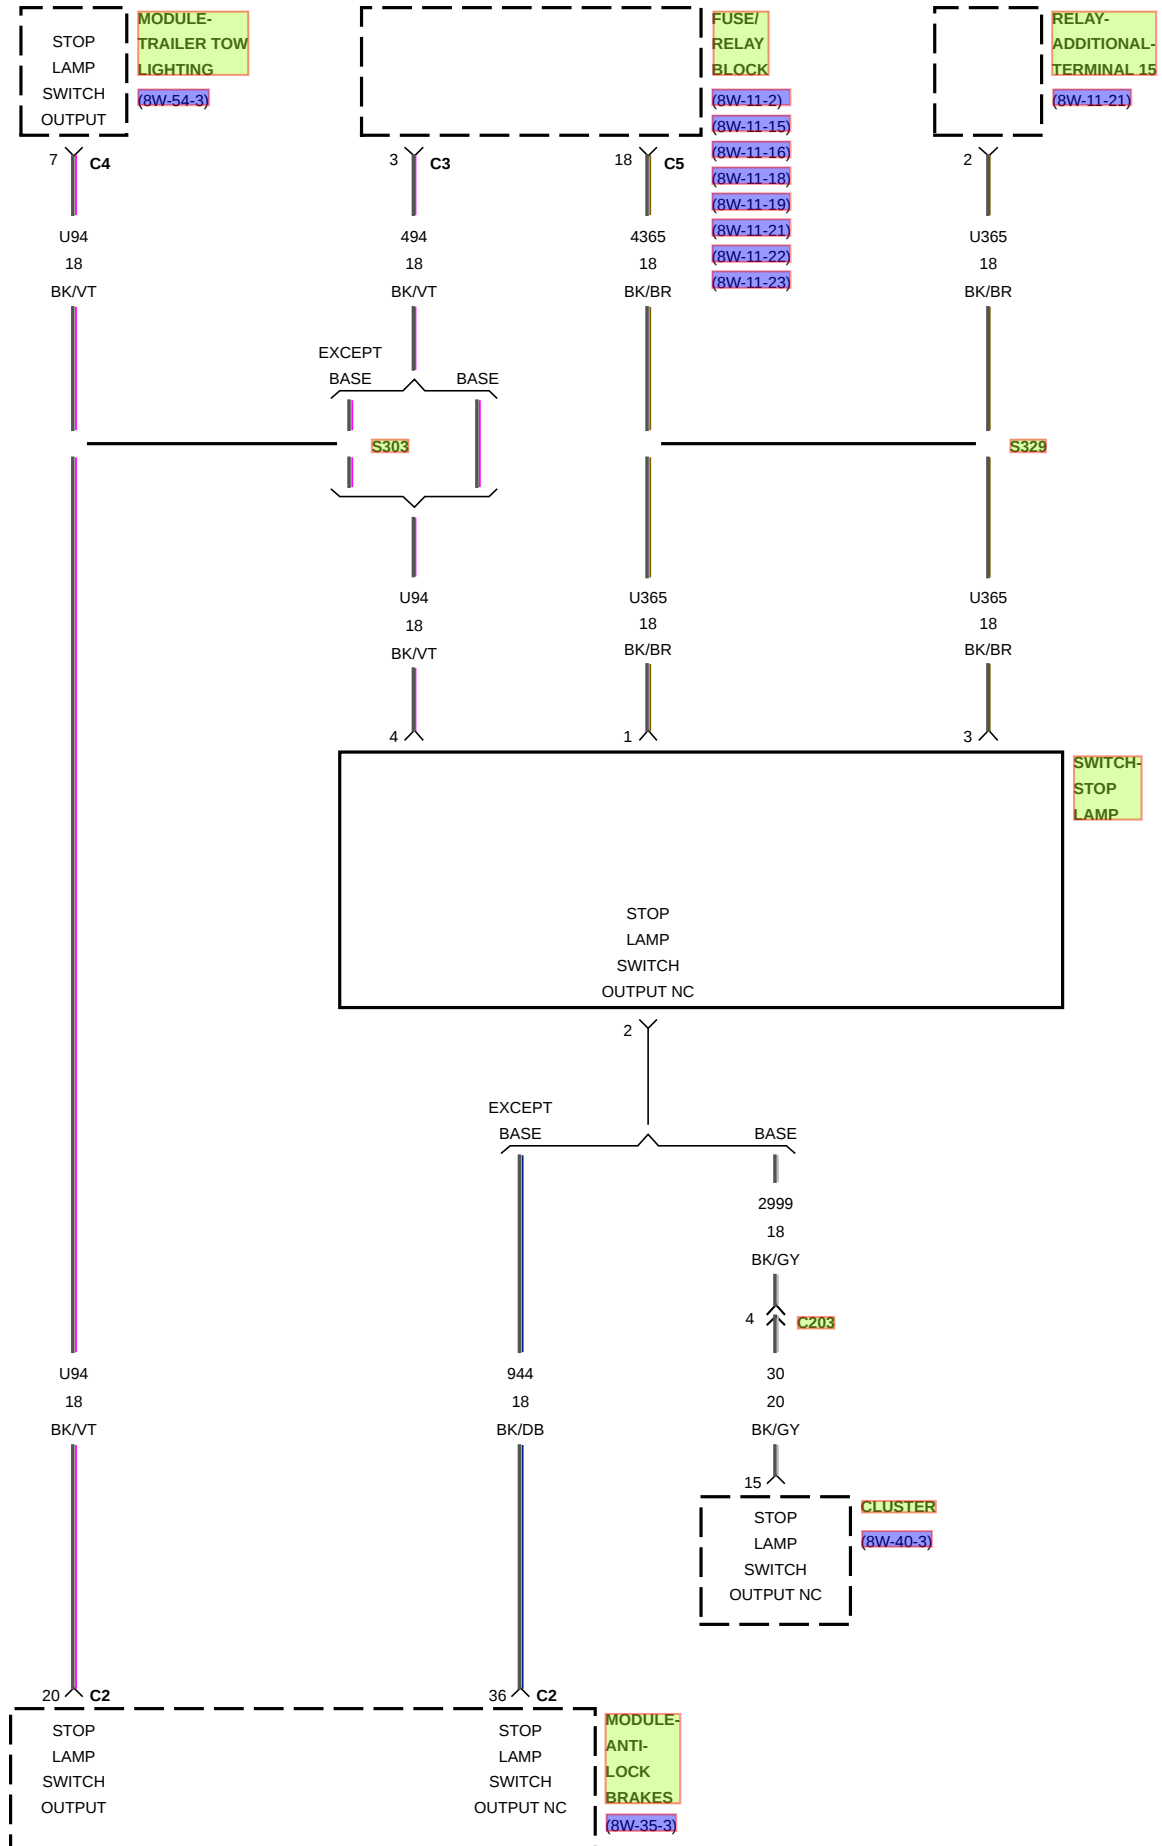 STOP
LAMP
SWITCH
OUTPUT
MODULE-
TRAILER TOW
LIGHTING
(8W-54-3)
FUSE/
RELAY
BLOCK
(8W-11-2)
(8W-11-15)
(8W-11-16)
(8W-11-18)
(8W-11-19)
(8W-11-21)
(8W-11-22)
(8W-11-23)
RELAY-
ADDITIONAL-
TERMINAL 15
(8W-11-21)
7 C4
3 C3
18 C5
2
U94
18
BK/VT
494
18
BK/VT
4365
18
BK/BR
U365
18
BK/BR
EXCEPT
BASE
BASE
S303
S329
U94
18
BK/VT
U365
18
BK/BR
U365
18
BK/BR
4
1
3
SWITCH-
STOP
LAMP
STOP
LAMP
SWITCH
OUTPUT NC
2
EXCEPT
BASE
BASE
2999
18
BK/GY
4
C203
U94
18
BK/VT
944
18
BK/DB
30
20
BK/GY
15
STOP
LAMP
SWITCH
OUTPUT NC
CLUSTER
(8W-40-3)
20 C2
36 C2
STOP
LAMP
SWITCH
OUTPUT
STOP
LAMP
SWITCH
OUTPUT NC
MODULE-
ANTI-
LOCK
BRAKES
(8W-35-3)